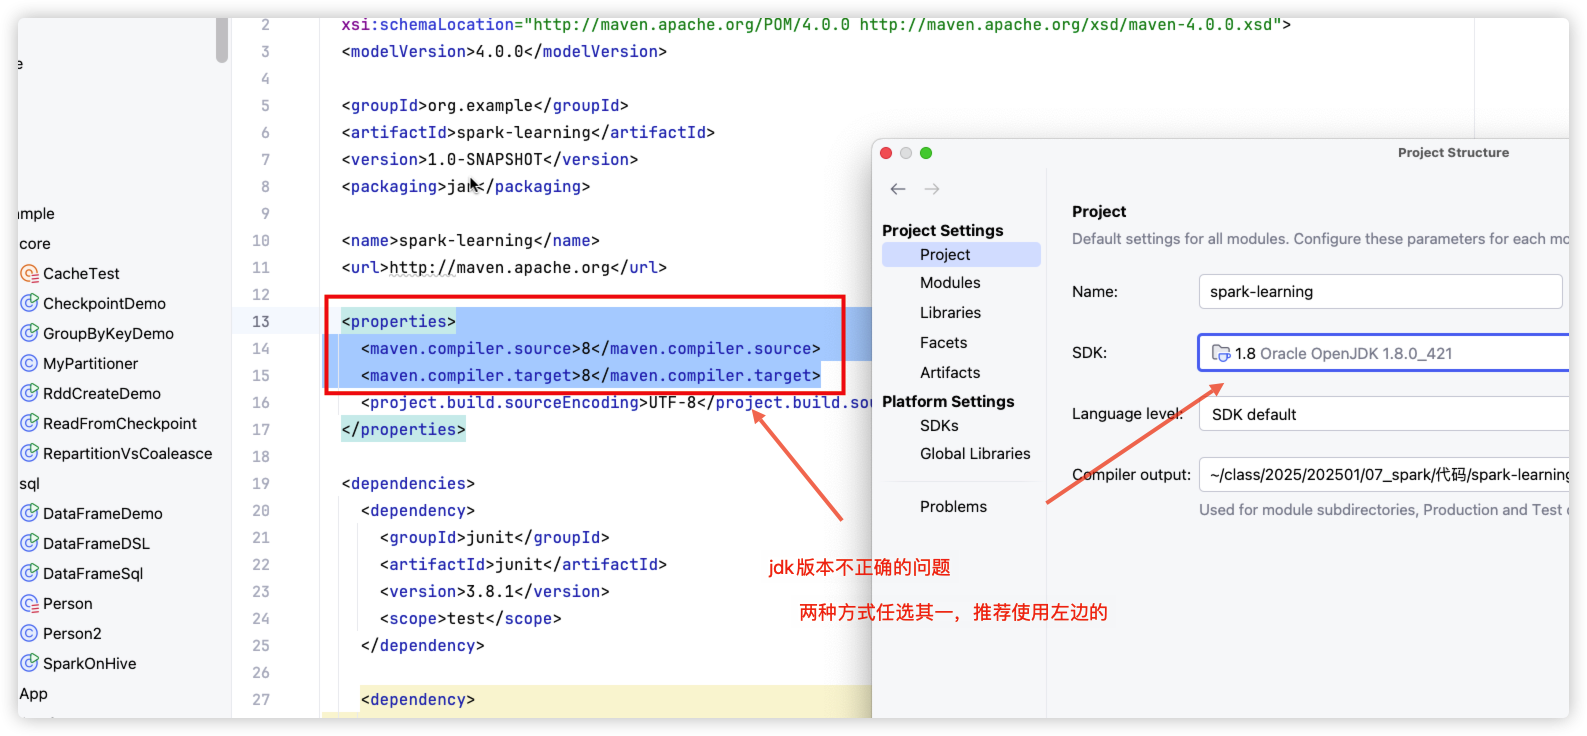 e
ample
core
CacheTest
CheckpointDemo
GroupByKeyDemo
MyPartitioner
RddCreateDemo
ReadFromCheckpoint
RepartitionVsCoaleasce
sql
DataFrameDemo
DataFrameDSL
DataFrameSql
Person
Person2
SparkOnHive
App
2 xsi:schemaLocation="http://maven.apache.org/POM/4.0.0 http://maven.apache.org/xsd/maven-4.0.0.xsd">
3 <modelVersion>4.0.0</modelVersion>
4
5 <groupId>org.example</groupId>
6 <artifactId>spark-learning</artifactId>
7 <version>1.0-SNAPSHOT</version>
8 <packaging>jar</packaging>
9
10 <name>spark-learning</name>
11 <url>http://maven.apache.org</url>
12
13 <properties>
14 <maven.compiler.source>8</maven.compiler.source>
15 <maven.compiler.target>8</maven.compiler.target>
16 <project.build.sourceEncoding>UTF-8</project.build.sou
17 </properties>
18
19 <dependencies>
20 <dependency>
21 <groupId>junit</groupId>
22 <artifactId>junit</artifactId>
23 <version>3.8.1</version>
24 <scope>test</scope>
25 </dependency>
26
27 <dependency>
jdk版本不正确的问题
两种方式任选其一，推荐使用左边的
Project Structure
Project Settings
Project
Modules
Libraries
Facets
Artifacts
Platform Settings
SDKs
Global Libraries
Problems
Project
Default settings for all modules. Configure these parameters for each mo
Name: spark-learning
SDK: 1.8 Oracle OpenJDK 1.8.0_421
Language level: SDK default
Compiler output: ~/class/2025/202501/07_spark/代码/spark-learning
Used for module subdirectories, Production and Test